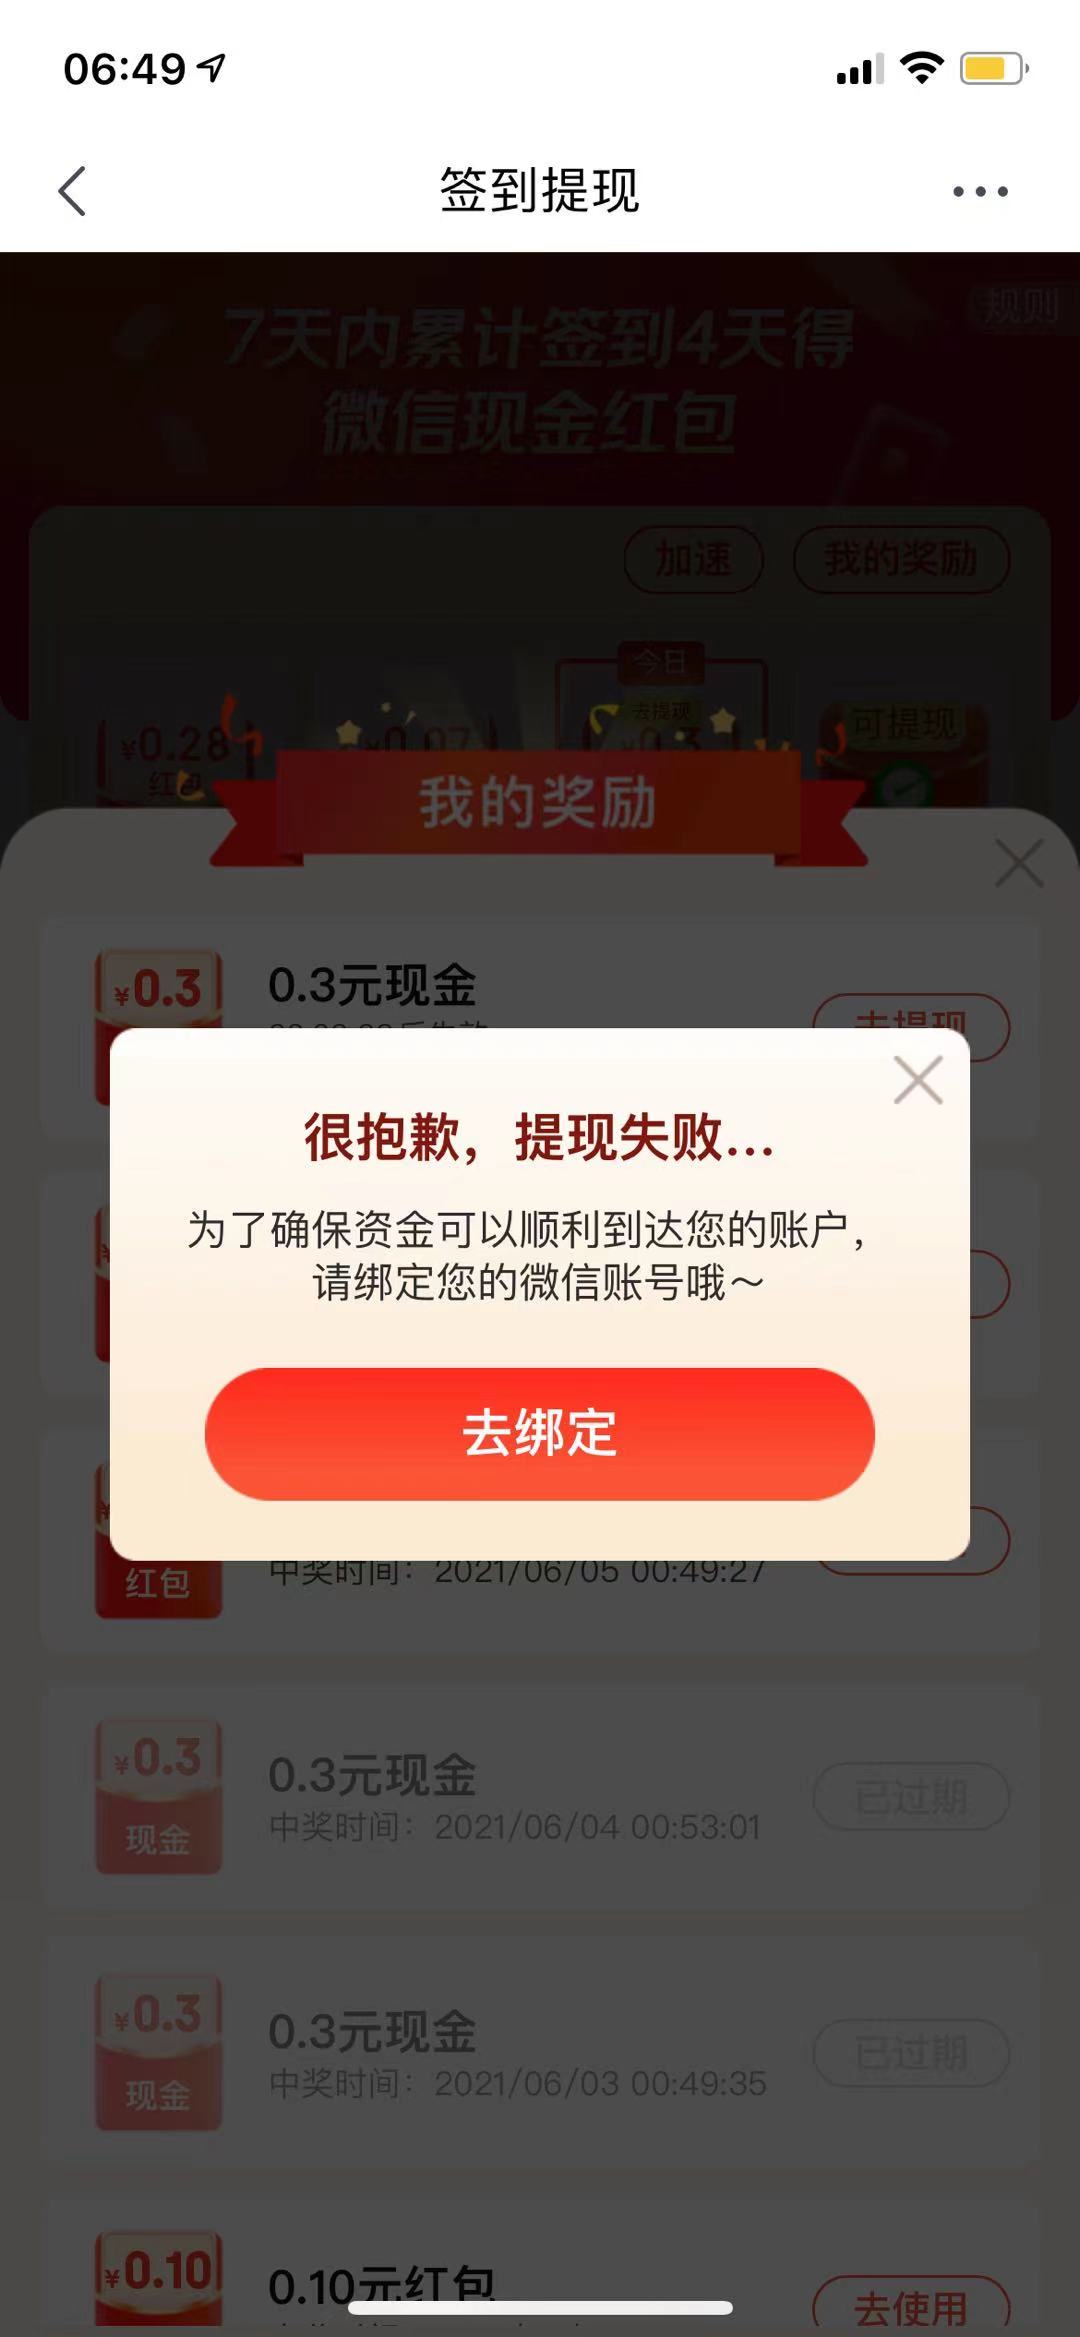 06:49
签到提现
规则
7天内累计签到4天得
微信现金红包
加速
我的奖励
今日
去提现
可提现
¥0.28
红包
¥0.07
¥0.3
我的奖励
¥0.3
0.3元现金
去提现
很抱歉，提现失败...
为了确保资金可以顺利到达您的账户，
请绑定您的微信账号哦～
去绑定
红包
中奖时间：2021/06/05 00:49:27
¥0.3
现金
0.3元现金
中奖时间：2021/06/04 00:53:01
已过期
¥0.3
现金
0.3元现金
中奖时间：2021/06/03 00:49:35
已过期
¥0.10
0.10元红包
去使用